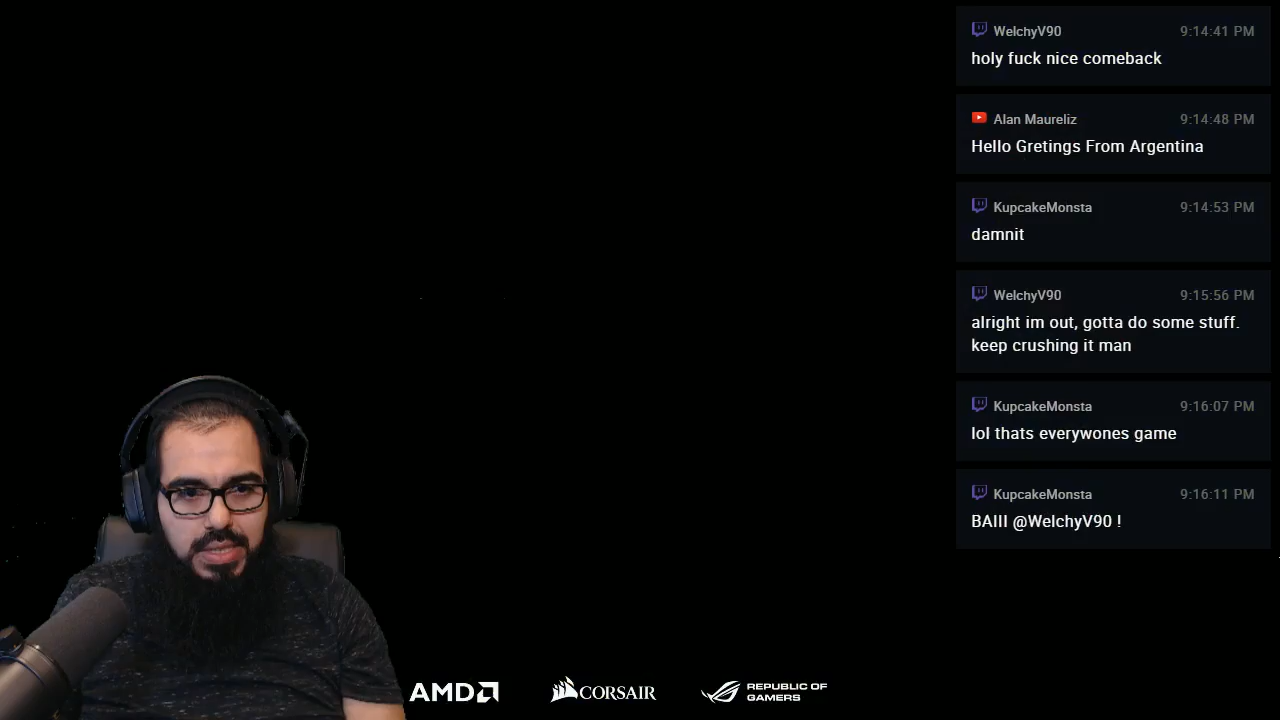 WelchyV90 9:14:41 PM
holy fuck nice comeback
Alan Maureliz 9:14:48 PM
Hello Gretings From Argentina
KupcakeMonsta 9:14:53 PM
damnit
WelchyV90 9:15:56 PM
alright im out, gotta do some stuff.
keep crushing it man
KupcakeMonsta 9:16:07 PM
lol thats everywones game
KupcakeMonsta 9:16:11 PM
BAIII @WelchyV90 !
AMD CORSAIR REPUBLIC OF
GAMERS